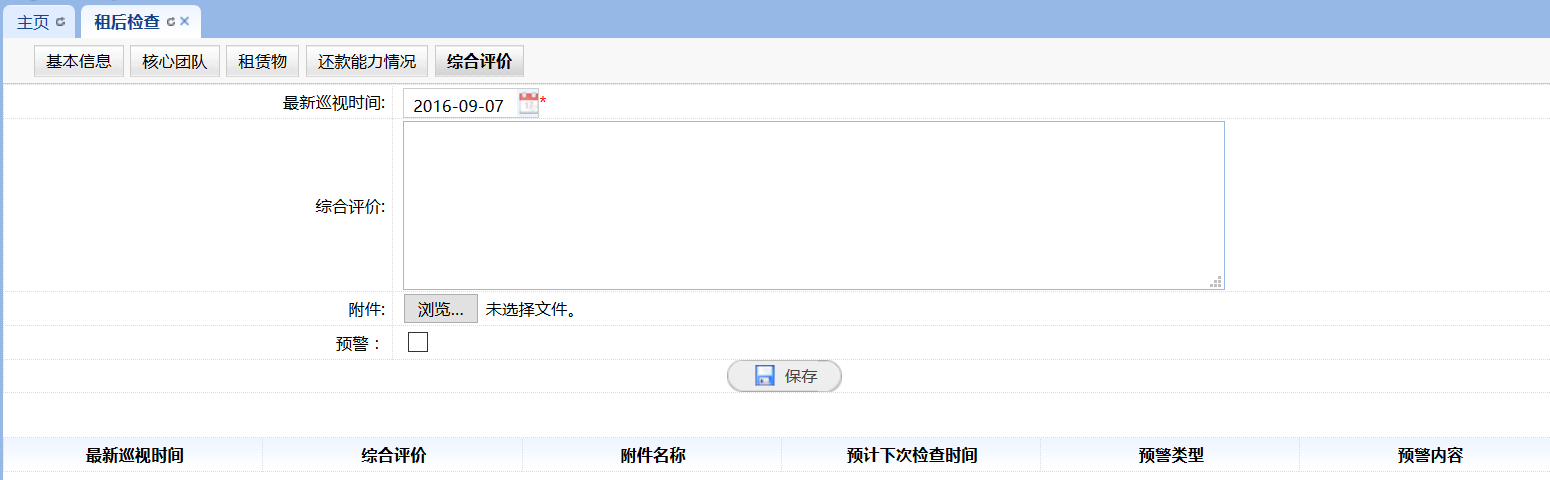 主页 租后检查
基本信息 核心团队 租赁物 还款能力情况 综合评价
最新巡视时间: 2016-09-07 *
综合评价:
附件: 浏览... 未选择文件。
预警：
保存
最新巡视时间 综合评价 附件名称 预计下次检查时间 预警类型 预警内容